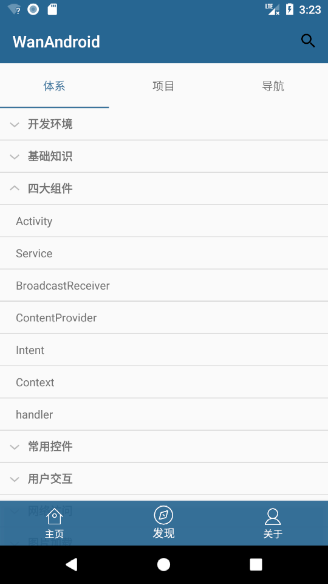 3:23
WanAndroid
体系 项目 导航
开发环境
基础知识
四大组件
Activity
Service
BroadcastReceiver
ContentProvider
Intent
Context
handler
常用控件
用户交互
主页 发现 关于